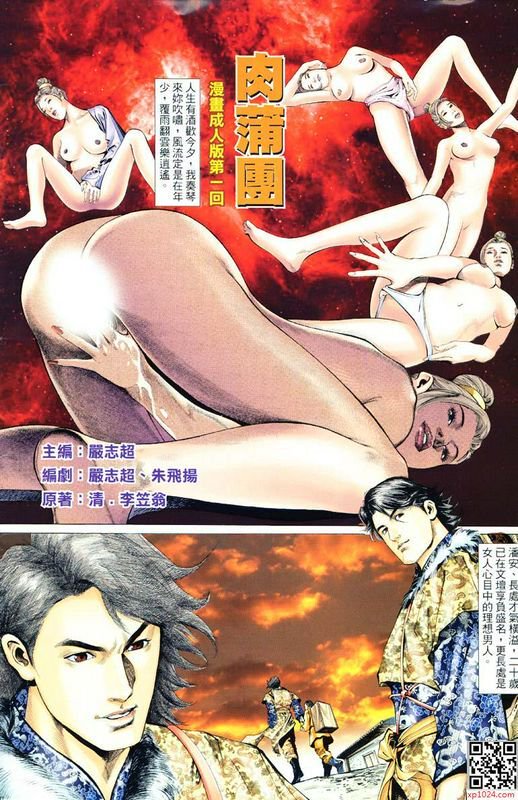 肉蒲團
漫畫成人版第一回
人生有酒歡今夕，我奏琴
來妳吹嘯，風流定是在年
少，覆雨翻雲樂逍遙。
主編：嚴志超
編劇：嚴志超、朱飛揚
原著：清．李笠翁
潘安、長處才氣橫溢，二十歲
已在文壇享負盛名，更長處是
女人心目中的理想男人。
xp1024.com